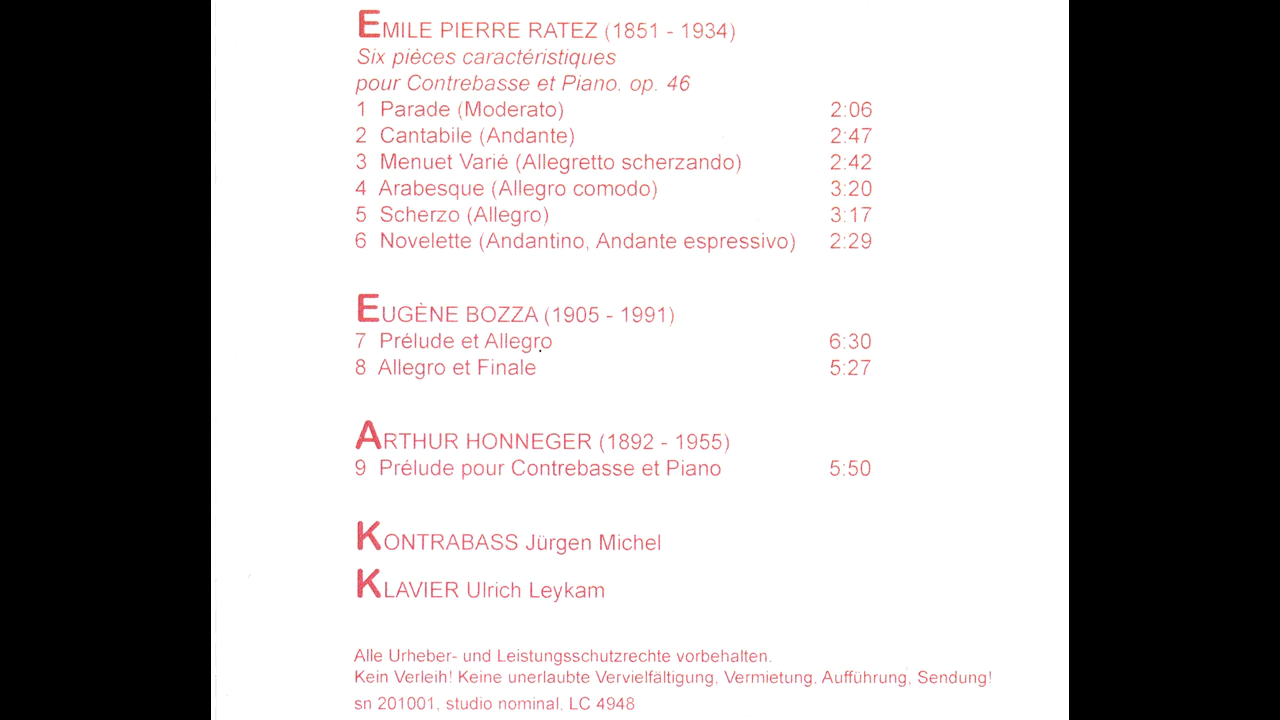 EMILE PIERRE RATEZ (1851 - 1934)
Six pièces caractéristiques
pour Contrebasse et Piano. op. 46
1 Parade (Moderato) 2:06
2 Cantabile (Andante) 2:47
3 Menuet Varié (Allegretto scherzando) 2:42
4 Arabesque (Allegro comodo) 3:20
5 Scherzo (Allegro) 3:17
6 Novelette (Andantino, Andante espressivo) 2:29
EUGÈNE BOZZA (1905 - 1991)
7 Prélude et Allegro 6:30
8 Allegro et Finale 5:27
ARTHUR HONNEGER (1892 - 1955)
9 Prélude pour Contrebasse et Piano 5:50
KONTRABASS Jürgen Michel
KLAVIER Ulrich Leykam
Alle Urheber- und Leistungsschutzrechte vorbehalten.
Kein Verleih! Keine unerlaubte Vervielfältigung, Vermietung, Aufführung, Sendung!
sn 201001, studio nominal, LC 4948